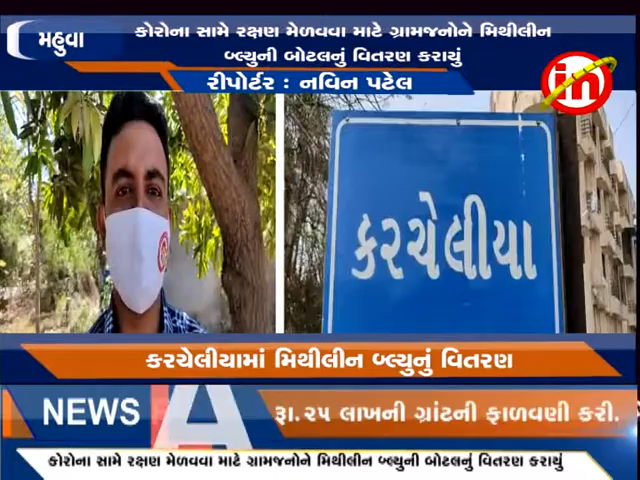 મહુવા
કોરોના સામે રક્ષણ મેળવવા માટે ગ્રામજનોને મિથીલીન
બ્લ્યુની બોટલનું વિતરણ કરાયું
રીપોર્ટર : નવિન પટેલ
in
કરચેલીયા
કરચેલીયામાં મિથીલીન બ્લ્યુનું વિતરણ
NEWS
રૂા. ૨૫ લાખની ગ્રાંટની ફાળવણી કરી.
કોરોના સામે રક્ષણ મેળવવા માટે ગ્રામજનોને મિથીલીન બ્લ્યુની બોટલનું વિતરણ કરાયું